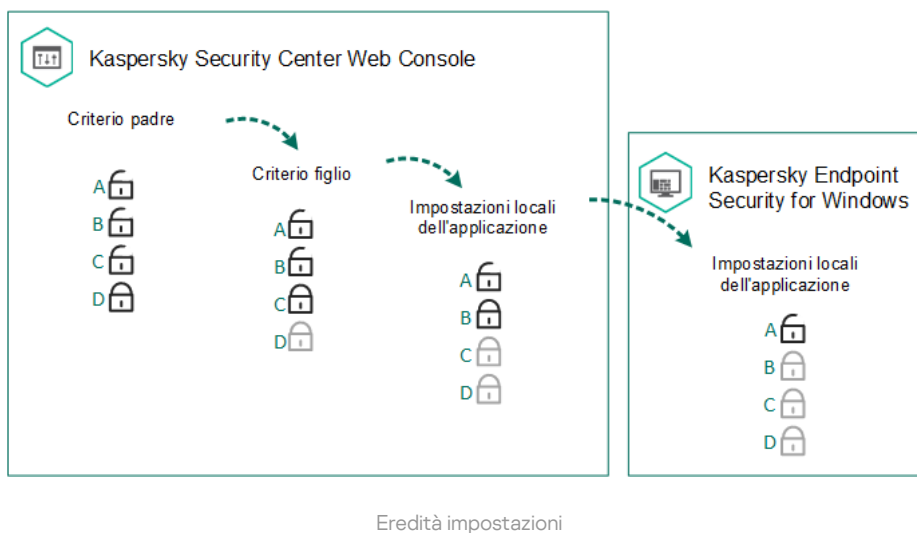 Kaspersky Security Center Web Console
Criterio padre
A
B
C
D
Criterio figlio
A
B
C
D
Impostazioni locali
dell'applicazione
A
B
C
D
Kaspersky Endpoint
Security for Windows
Impostazioni locali
dell'applicazione
A
B
C
D
Eredità impostazioni